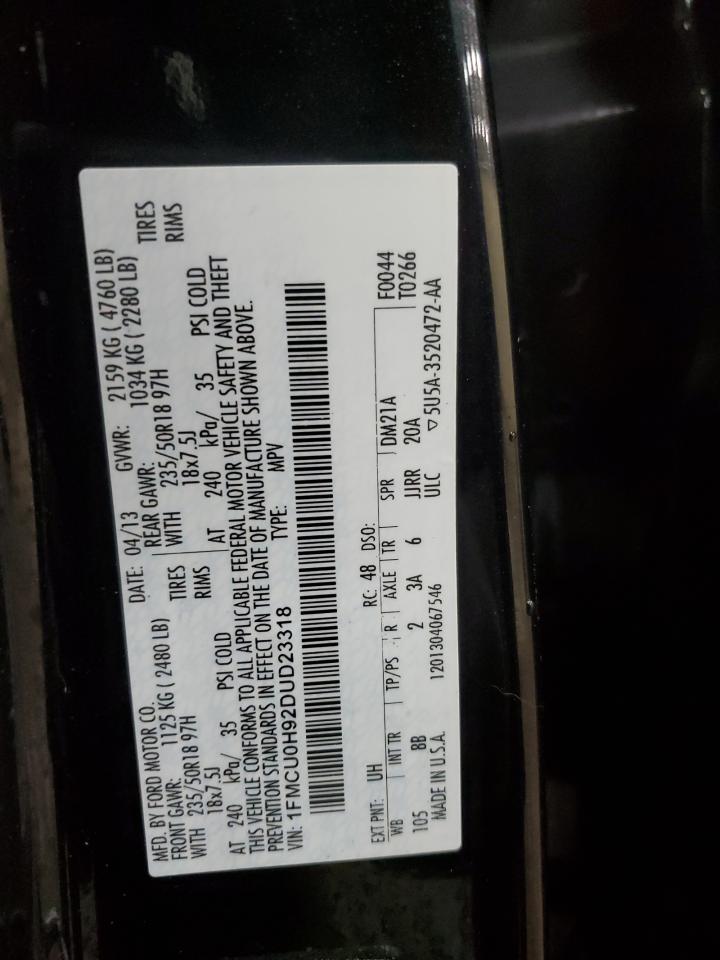 MFD. BY FORD MOTOR CO. DATE: 04/13 GVWR: 2159 KG ( 4760 LB)
FRONT GAWR: 1125 KG ( 2480 LB) REAR GAWR: 1034 KG ( 2280 LB)
WITH 235/50R18 97H TIRES WITH 235/50R18 97H TIRES
18x7.5J RIMS 18x7.5J RIMS
AT 240 kPa/ 35 PSI COLD AT 240 kPa/ 35 PSI COLD
THIS VEHICLE CONFORMS TO ALL APPLICABLE FEDERAL MOTOR VEHICLE SAFETY AND THEFT
PREVENTION STANDARDS IN EFFECT ON THE DATE OF MANUFACTURE SHOWN ABOVE.
VIN: 1FMCU0H92DUD23318 TYPE: MPV
EXT PNT: UH RC: 48 DSO: F0044
WB INT TR TP/PS R AXLE TR SPR DM21A T0266
105 BB 2 3A 6 JJRR 20A
MADE IN U.S.A. 1201304067546 ULC ▽5U5A-3520472-AA